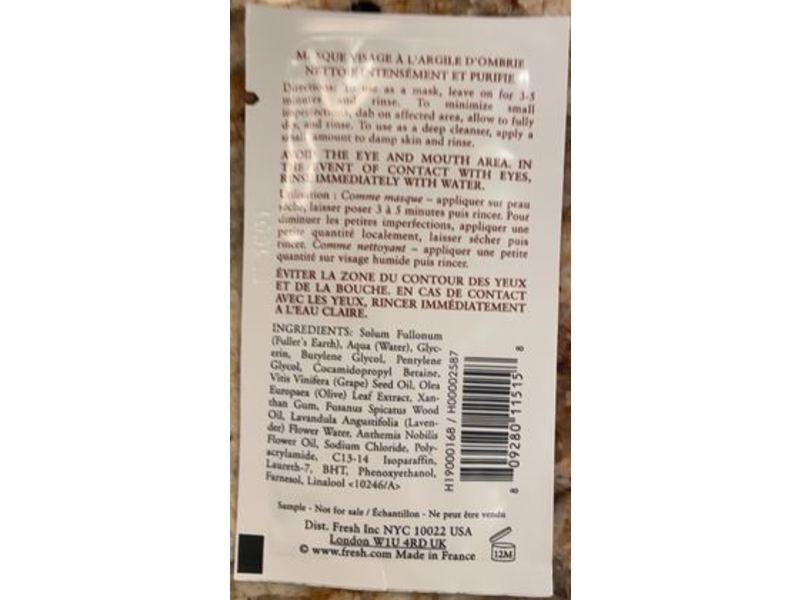 MASQUE VISAGE À L'ARGILE D'OMBRIE
NETTOIE INTENSÉMENT ET PURIFIE
Directions: To use as a mask, leave on for 3-5
minutes and rinse. To minimize small
imperfections, dab on affected area, allow to fully
dry, and rinse. To use as a deep cleanser, apply a
small amount to damp skin and rinse.
AVOID THE EYE AND MOUTH AREA. IN
THE EVENT OF CONTACT WITH EYES,
RINSE IMMEDIATELY WITH WATER.
Utilisation : Comme masque – appliquer sur peau
sèche, laisser poser 3 à 5 minutes puis rincer. Pour
diminuer les petites imperfections, appliquer une
petite quantité localement, laisser sécher puis
rincer. Comme nettoyant – appliquer une petite
quantité sur visage humide puis rincer.
ÉVITER LA ZONE DU CONTOUR DES YEUX
ET DE LA BOUCHE. EN CAS DE CONTACT
AVEC LES YEUX, RINCER IMMÉDIATEMENT
A L'EAU CLAIRE.
INGREDIENTS: Solum Fullonum
(Fuller's Earth), Aqua (Water), Glyc-
erin, Butylene Glycol, Pentylene
Glycol, Cocamidopropyl Betaine,
Vitis Vinifera (Grape) Seed Oil, Olea
Europaea (Olive) Leaf Extract, Xan-
than Gum, Fusanus Spicatus Wood
Oil, Lavandula Angustifolia (Laven-
der) Flower Water, Anthemis Nobilis
Flower Oil, Sodium Chloride, Poly-
acrylamide, C13-14 Isoparaffin,
Laureth-7, BHT, Phenoxyethanol,
Farnesol, Linalool <10246/A>
H19000168 / H00002587
8 09280 11515 8
Sample - Not for sale / Échantillon - Ne peut être vendu
Dist. Fresh Inc NYC 10022 USA
London W1U 4RD UK
© www.fresh.com Made in France
12M